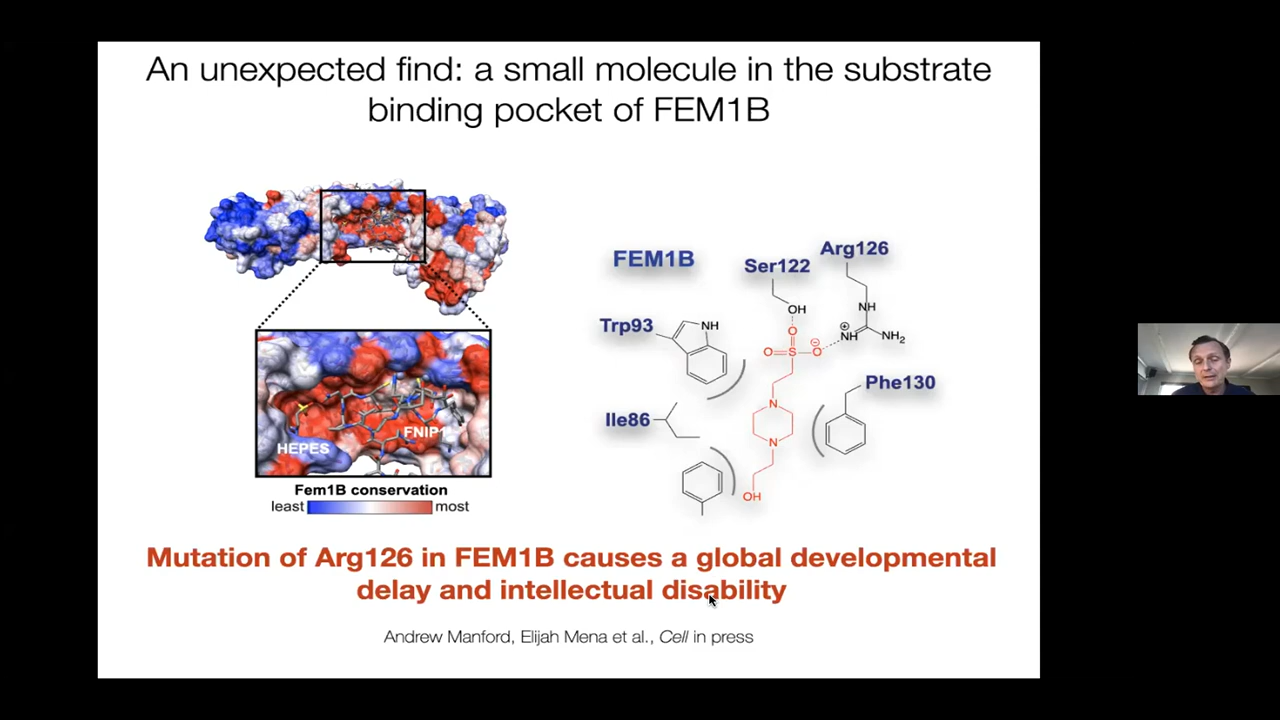 An unexpected find: a small molecule in the substrate
binding pocket of FEM1B
HEPES
FNIP1
Fem1B conservation
least
most
FEM1B
Ser122
Arg126
OH
NH
NH
NH₂
⊕
Trp93
NH
O
O
S
O
⊖
Phe130
N
Ile86
N
OH
Mutation of Arg126 in FEM1B causes a global developmental
delay and intellectual disability
Andrew Manford, Elijah Mena et al., Cell in press